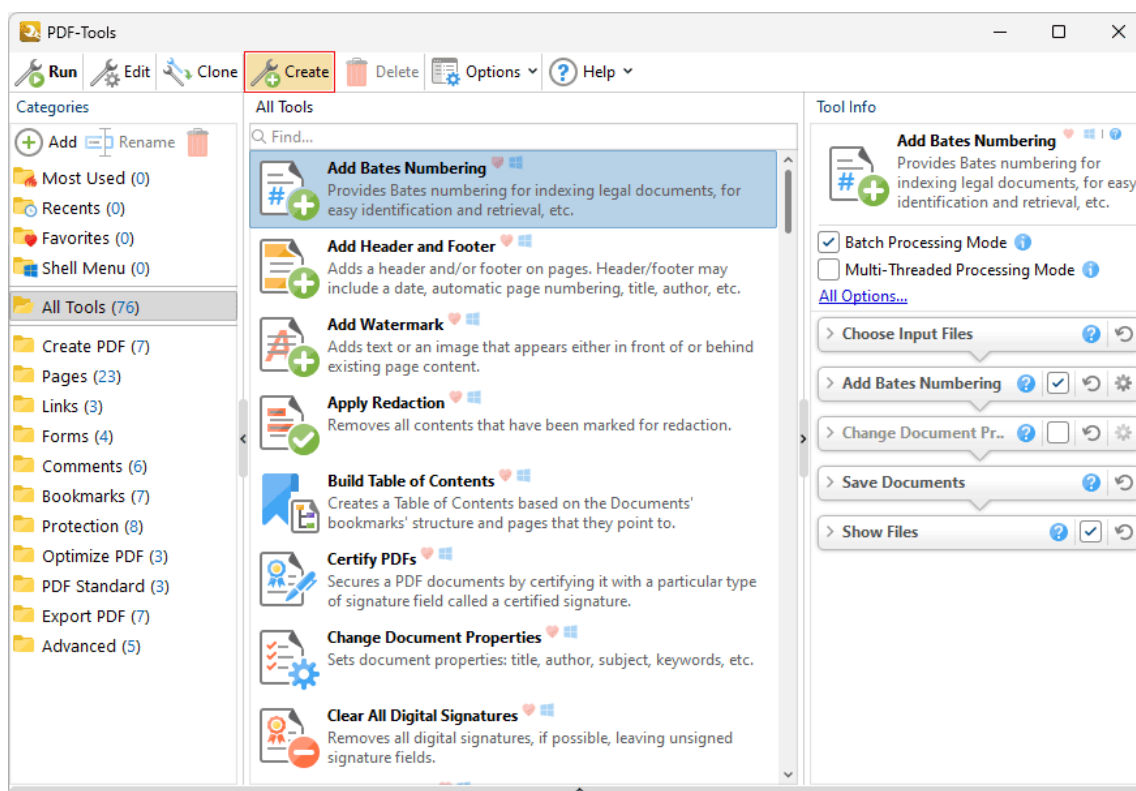 PDF-Tools
Run Edit Clone Create Delete Options Help
Categories
Add Rename
Most Used (0)
Recents (0)
Favorites (0)
Shell Menu (0)
All Tools (76)
Create PDF (7)
Pages (23)
Links (3)
Forms (4)
Comments (6)
Bookmarks (7)
Protection (8)
Optimize PDF (3)
PDF Standard (3)
Export PDF (7)
Advanced (5)
All Tools
Find...
Add Bates Numbering
Provides Bates numbering for indexing legal documents, for
easy identification and retrieval, etc.
Add Header and Footer
Adds a header and/or footer on pages. Header/footer may
include a date, automatic page numbering, title, author, etc.
Add Watermark
Adds text or an image that appears either in front of or behind
existing page content.
Apply Redaction
Removes all contents that have been marked for redaction.
Build Table of Contents
Creates a Table of Contents based on the Documents'
bookmarks' structure and pages that they point to.
Certify PDFs
Secures a PDF documents by certifying it with a particular type
of signature field called a certified signature.
Change Document Properties
Sets document properties: title, author, subject, keywords, etc.
Clear All Digital Signatures
Removes all digital signatures, if possible, leaving unsigned
signature fields.
Tool Info
Add Bates Numbering
Provides Bates numbering for
indexing legal documents, for easy
identification and retrieval, etc.
Batch Processing Mode
Multi-Threaded Processing Mode
All Options...
Choose Input Files
Add Bates Numbering
Change Document Pr..
Save Documents
Show Files